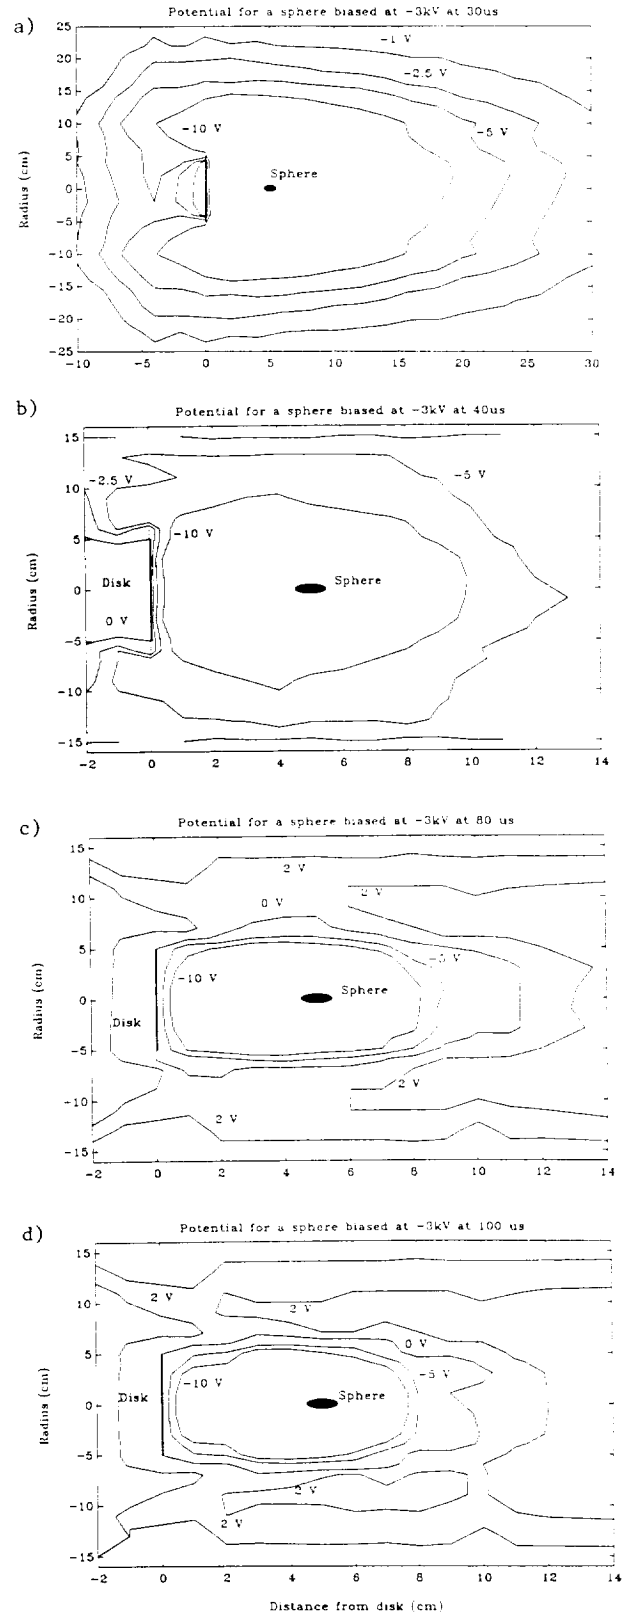 a)
Potential for a sphere biased at -3kV at 30us
25
20
15
10
5
0
-5
-10
-15
-20
-25
Radius (cm)
-1 V
-2.5 V
-5 V
-10 V
Sphere
-10
-5
0
5
10
15
20
25
30
b)
Potential for a sphere biased at -3kV at 40us
15
10
5
0
-5
-10
-15
Radius (cm)
-2.5 V
-5 V
-10 V
Disk
0 V
Sphere
-2
0
2
4
6
8
10
12
14
c)
Potential for a sphere biased at -3kV at 80 us
15
10
5
0
-5
-10
-15
Radius (cm)
2 V
2 V
0 V
-5 V
-10 V
Sphere
Disk
2 V
2 V
-2
0
2
4
6
8
10
12
14
d)
Potential for a sphere biased at -3kV at 100 us
15
10
5
0
-5
-10
-15
Radius (cm)
2 V
2 V
0 V
-5 V
-10 V
Disk
Sphere
2 V
2 V
-2
0
2
4
6
8
10
12
14
Distance from disk (cm)